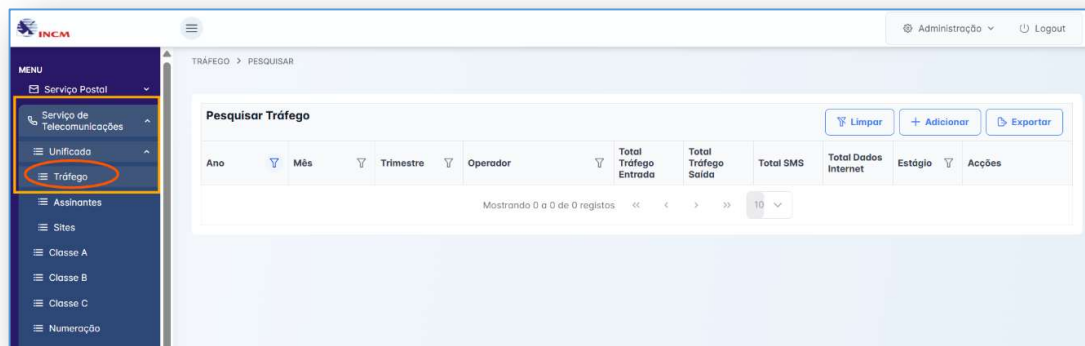 INCM
Administração
Logout
MENU
Serviço Postal
Serviço de
Telecomunicações
Unificada
Tráfego
Assinantes
Sites
Classe A
Classe B
Classe C
Numeração
TRÁFEGO > PESQUISAR
Pesquisar Tráfego
Limpar
+ Adicionar
Exportar
Ano
Mês
Trimestre
Operador
Total
Tráfego
Entrada
Total
Tráfego
Saída
Total SMS
Total Dados
Internet
Estágio
Acções
Mostrando 0 a 0 de 0 registos << < > >> 10